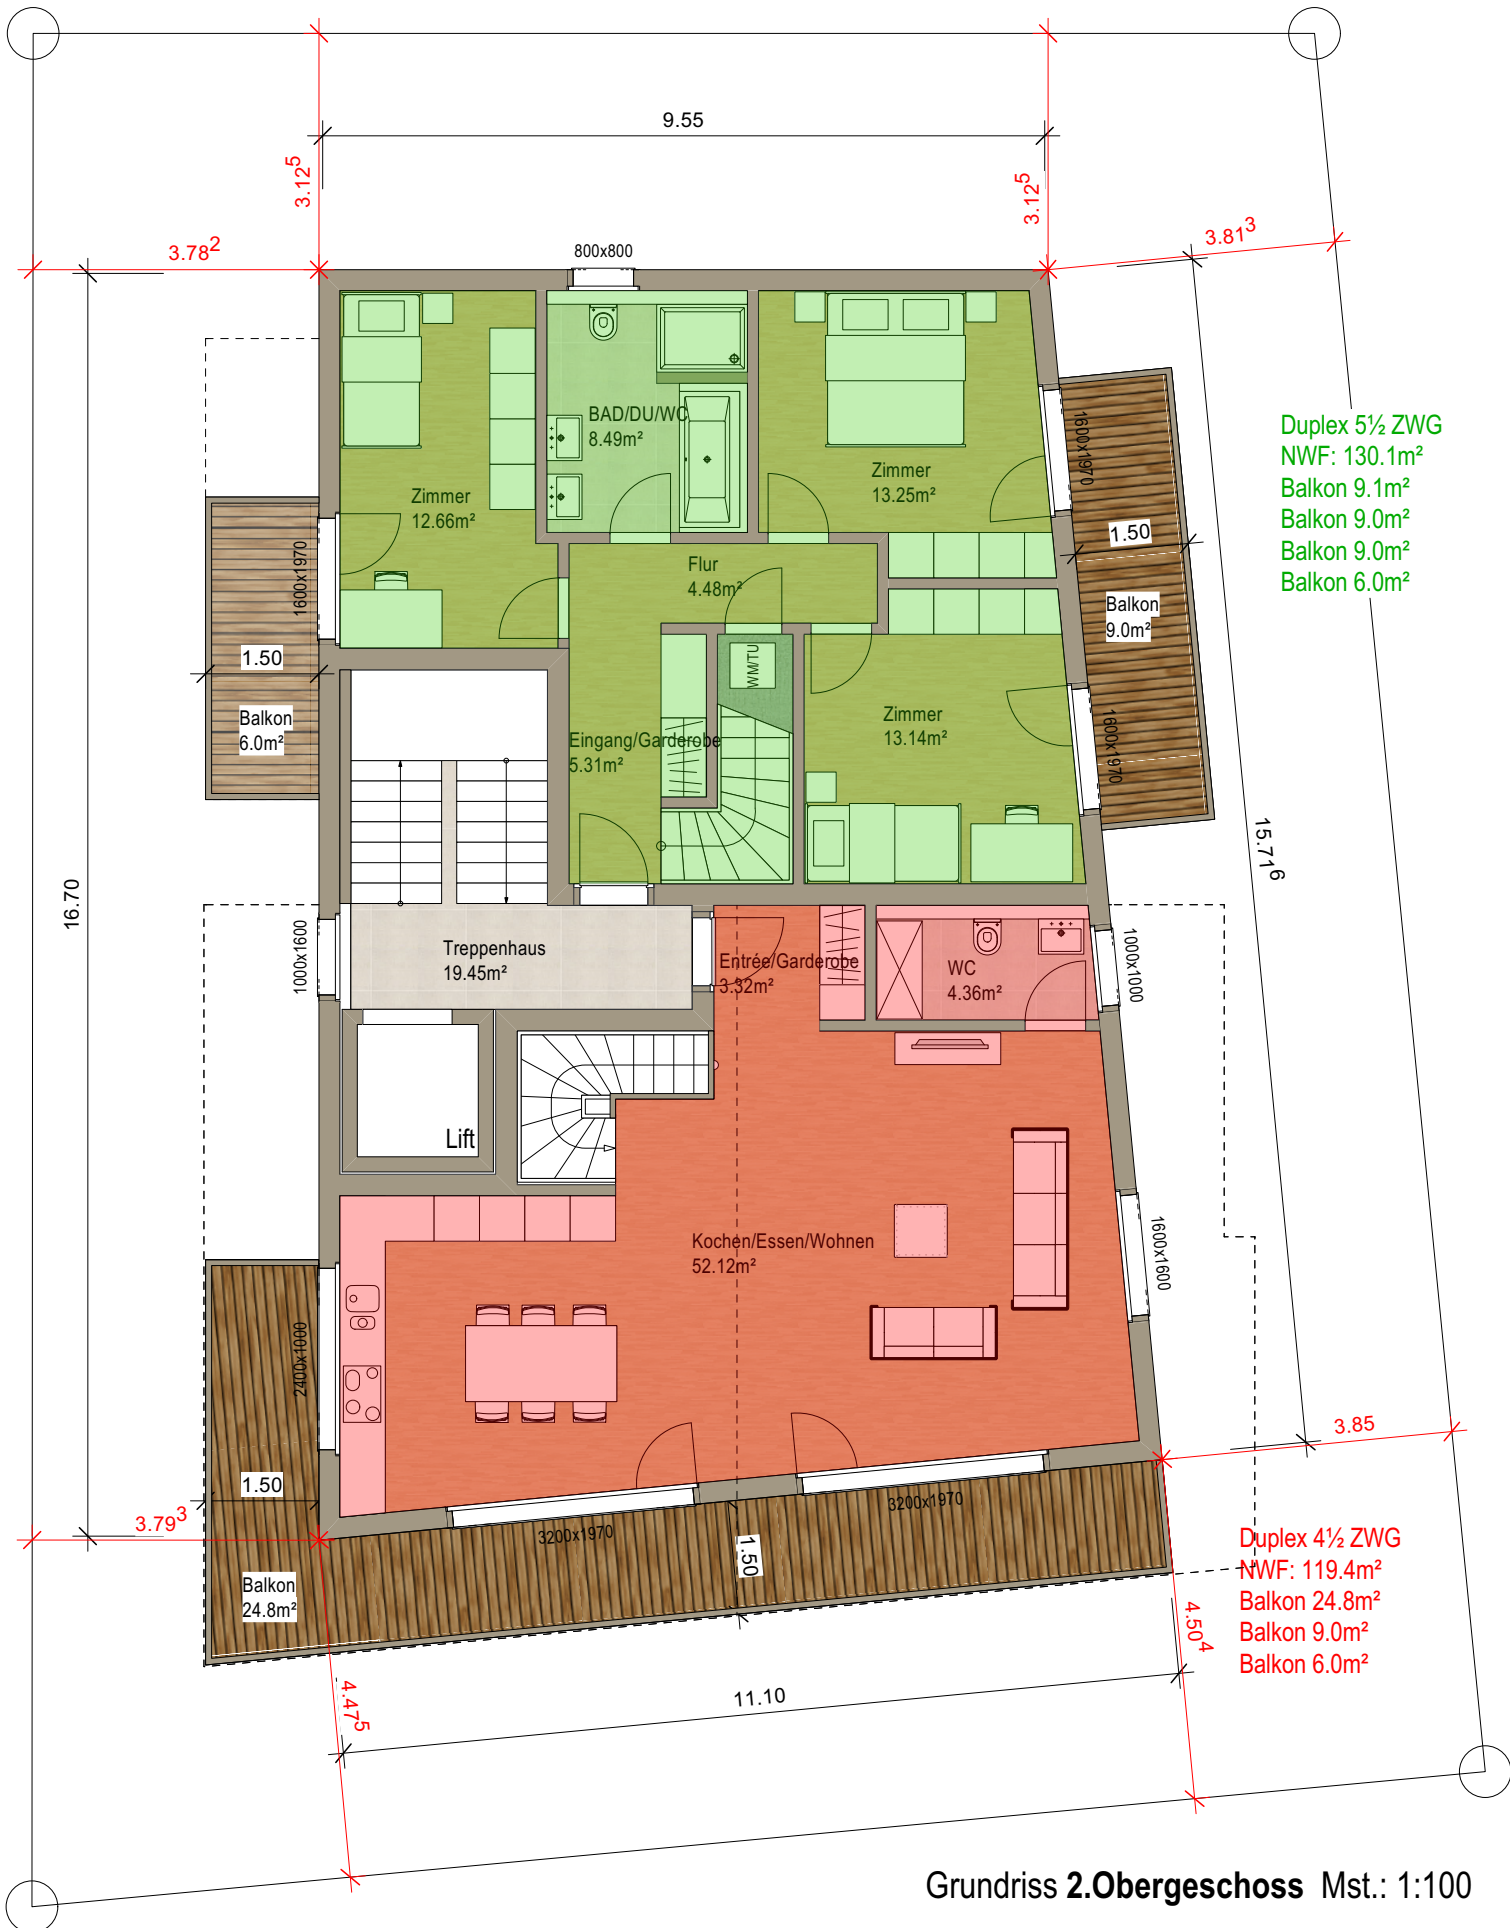 9.55
3.12⁵
3.12⁵
3.78²
3.81³
800x800
BAD/DU/WC
8.49m²
Zimmer
12.66m²
Zimmer
13.25m²
1600x1970
Duplex 5½ ZWG
NWF: 130.1m²
Balkon 9.1m²
Balkon 9.0m²
Balkon 9.0m²
Balkon 6.0m²
1.50
1600x1970
Flur
4.48m²
Balkon
9.0m²
1.50
WM/TU
Balkon
6.0m²
Zimmer
13.14m²
1600x1970
Eingang/Garderobe
5.31m²
15.71⁶
16.70
Treppenhaus
19.45m²
1000x1600
Entrée/Garderobe
3.32m²
WC
4.36m²
1000x1000
Lift
Kochen/Essen/Wohnen
52.12m²
1600x1600
2400x1000
3.85
1.50
3.79³
3200x1970
3200x1970
1.50
Balkon
24.8m²
Duplex 4½ ZWG
NWF: 119.4m²
Balkon 24.8m²
Balkon 9.0m²
Balkon 6.0m²
4.50⁴
4.47⁵
11.10
Grundriss 2.Obergeschoss Mst.: 1:100